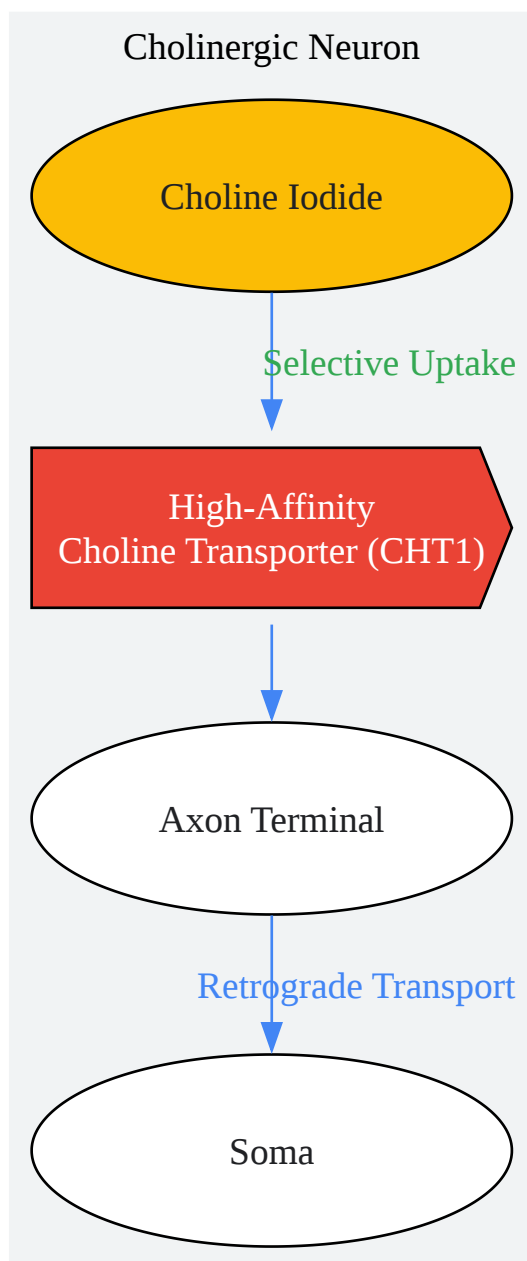 Cholinergic Neuron
Choline Iodide
Selective Uptake
High-Affinity
Choline Transporter (CHT1)
Axon Terminal
Retrograde Transport
Soma